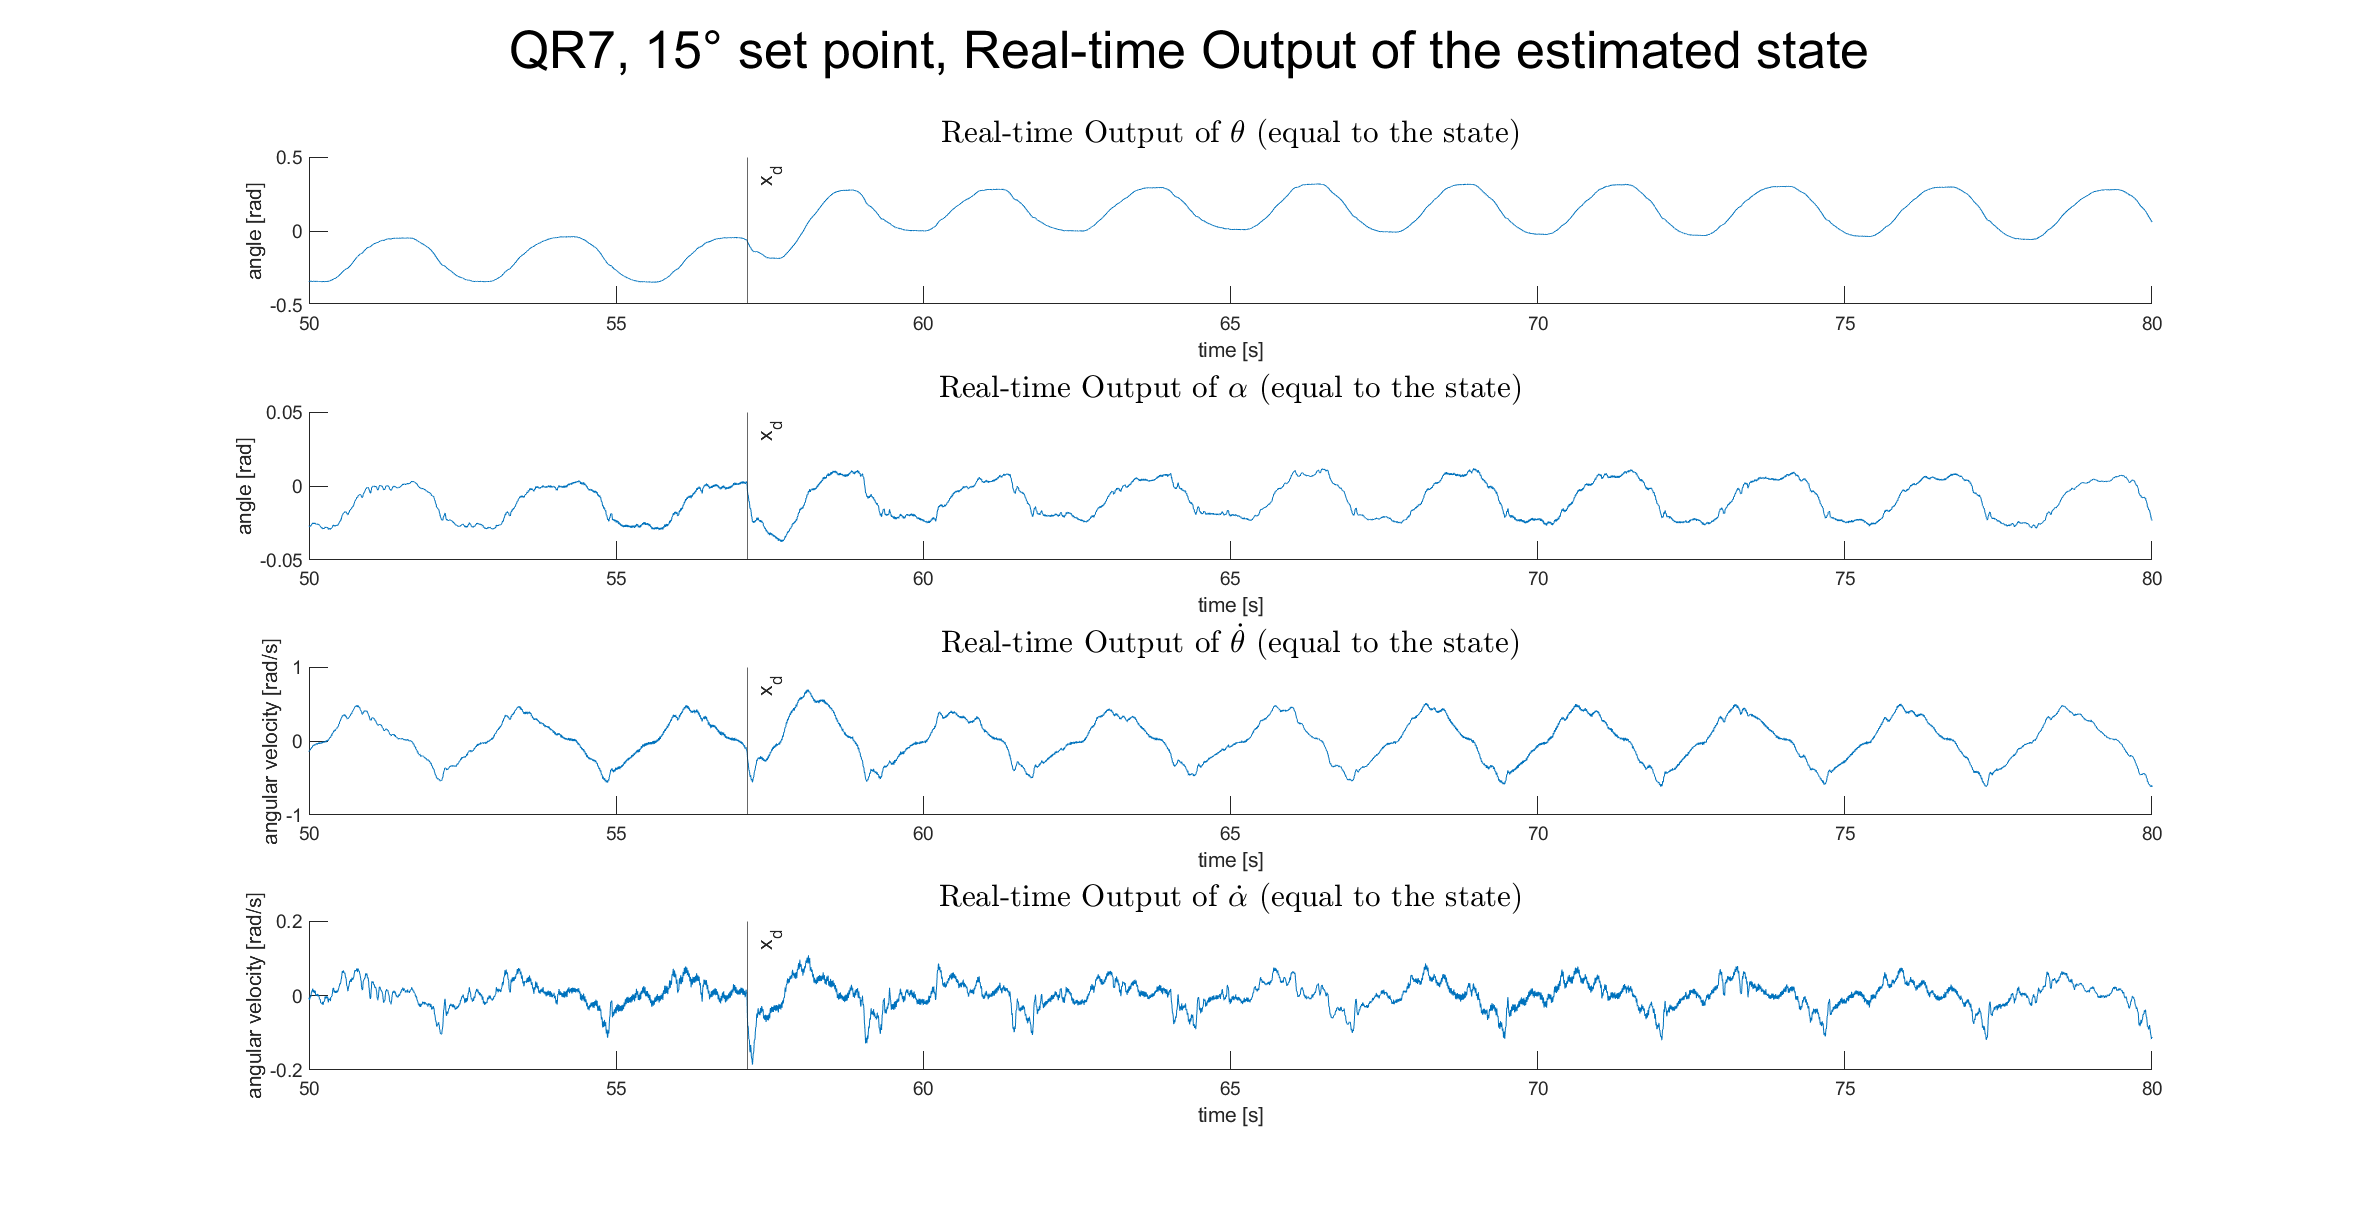 QR7, 15° set point, Real-time Output of the estimated state
Real-time Output of θ (equal to the state)
angle [rad]
0.5
0
-0.5
x_d
50 55 60 65 70 75 80
time [s]
Real-time Output of α (equal to the state)
angle [rad]
0.05
0
-0.05
x_d
50 55 60 65 70 75 80
time [s]
Real-time Output of θ̇ (equal to the state)
angular velocity [rad/s]
1
0
-1
x_d
50 55 60 65 70 75 80
time [s]
Real-time Output of α̇ (equal to the state)
angular velocity [rad/s]
0.2
0
-0.2
x_d
50 55 60 65 70 75 80
time [s]